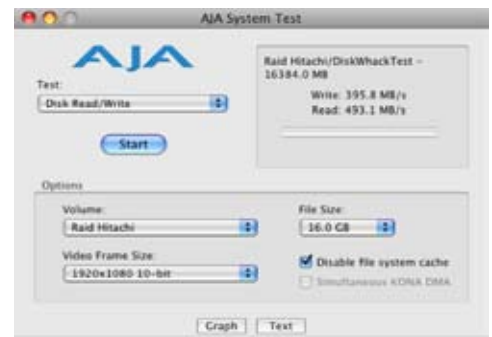 AJA System Test
AJA
Raid Hitachi/DiskWhackTest -
16384.0 MB
Write: 395.8 MB/s
Read: 493.1 MB/s
Test:
Disk Read/Write
Start
Options
Volume:
Raid Hitachi
File Size:
16.0 GB
Video Frame Size:
1920x1080 10-bit
Disable file system cache
Simultaneous KONA DMA
Graph
Text